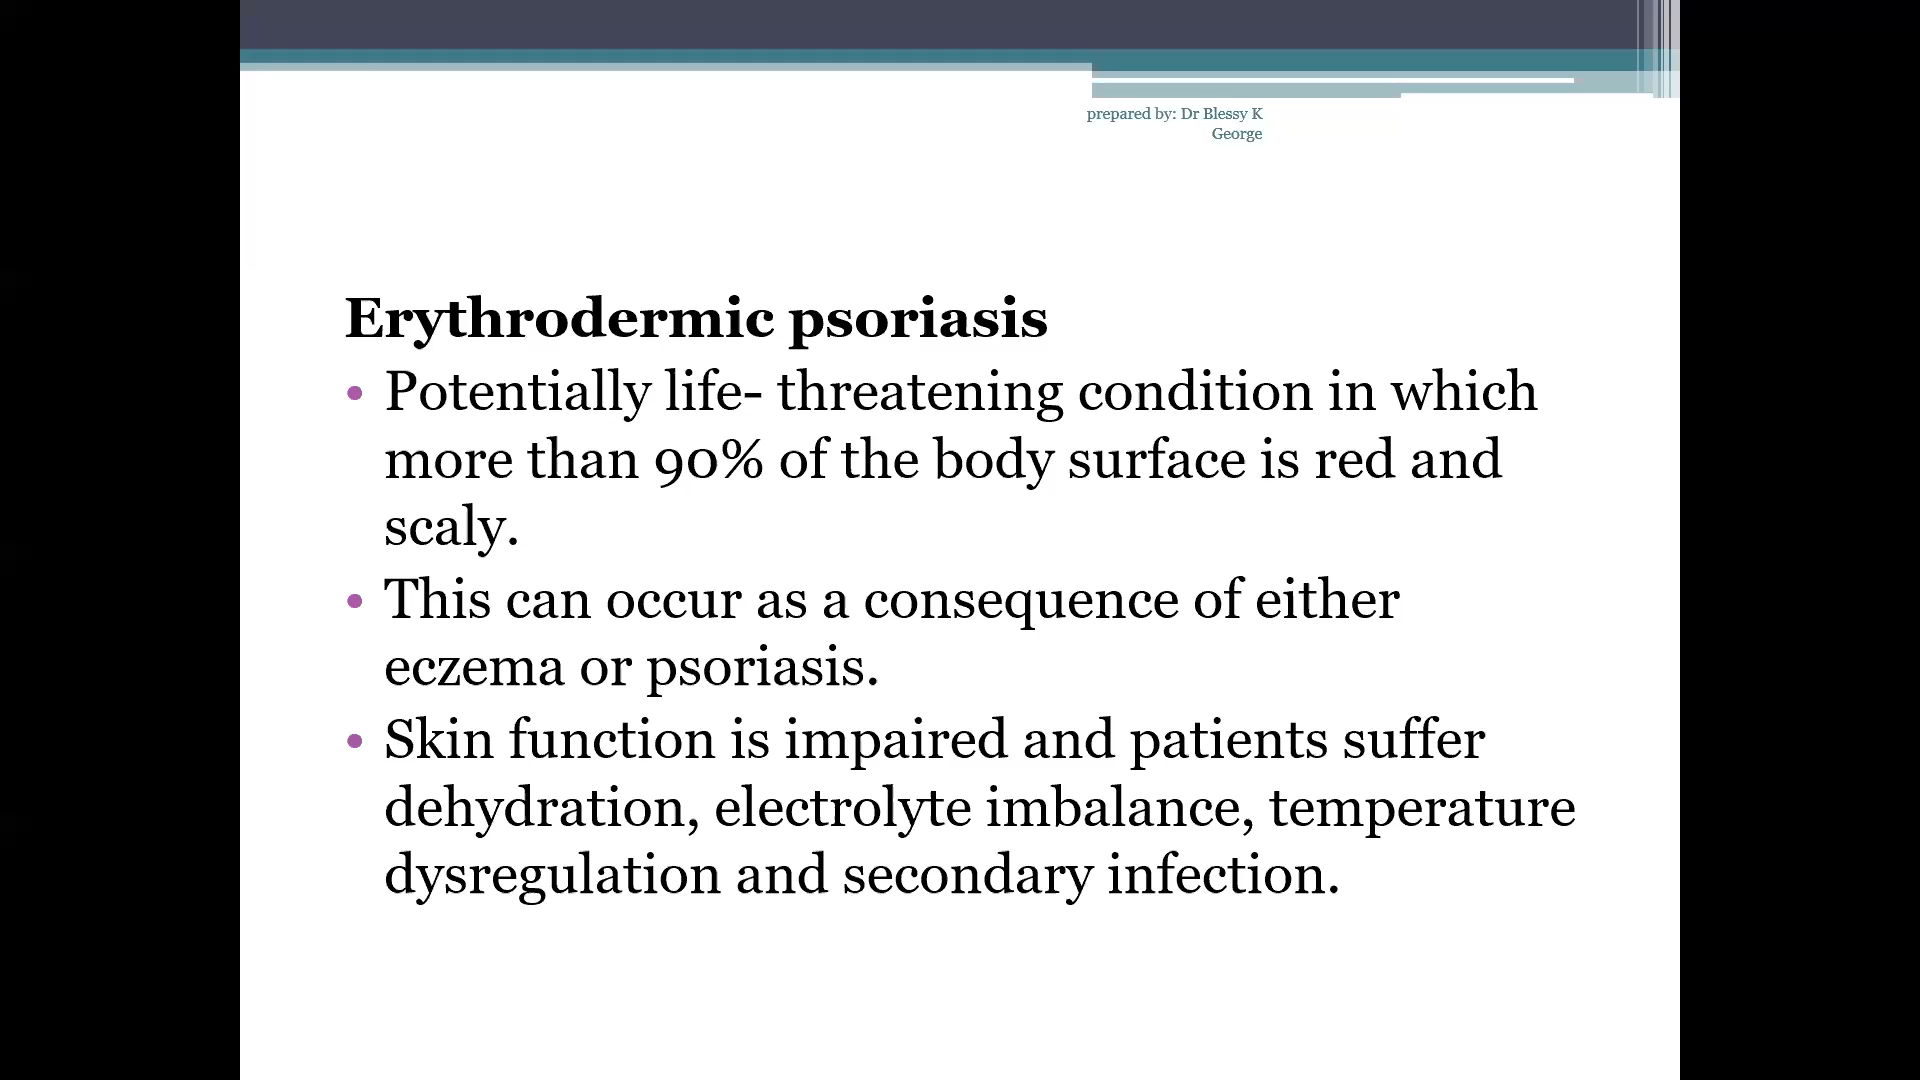 prepared by: Dr Blessy K
George
Erythrodermic psoriasis
• Potentially life- threatening condition in which
more than 90% of the body surface is red and
scaly.
• This can occur as a consequence of either
eczema or psoriasis.
• Skin function is impaired and patients suffer
dehydration, electrolyte imbalance, temperature
dysregulation and secondary infection.